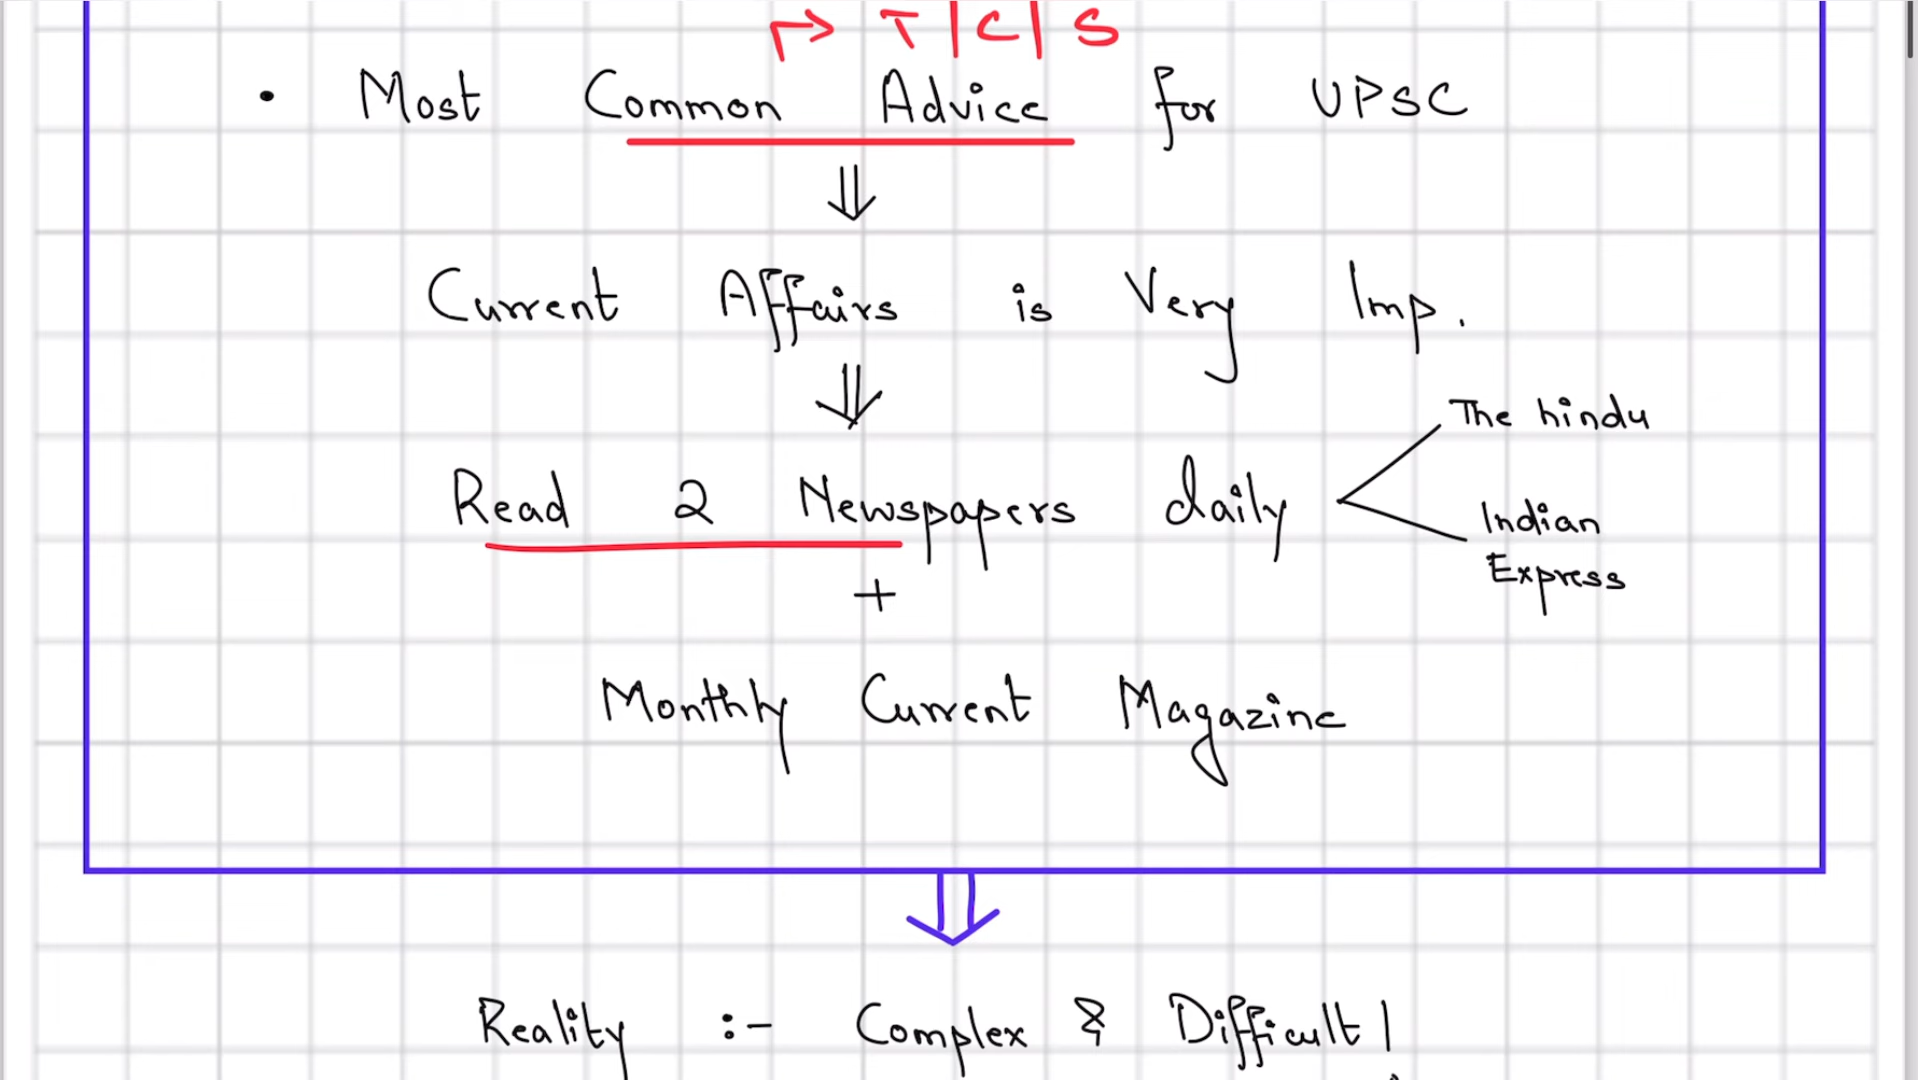 T/C/S
• Most Common Advice for UPSC
Current Affairs is Very Imp.
The hindu
Read 2 Newspapers daily
Indian
Express
+
Monthly Current Magazine
Reality :- Complex & Difficult!